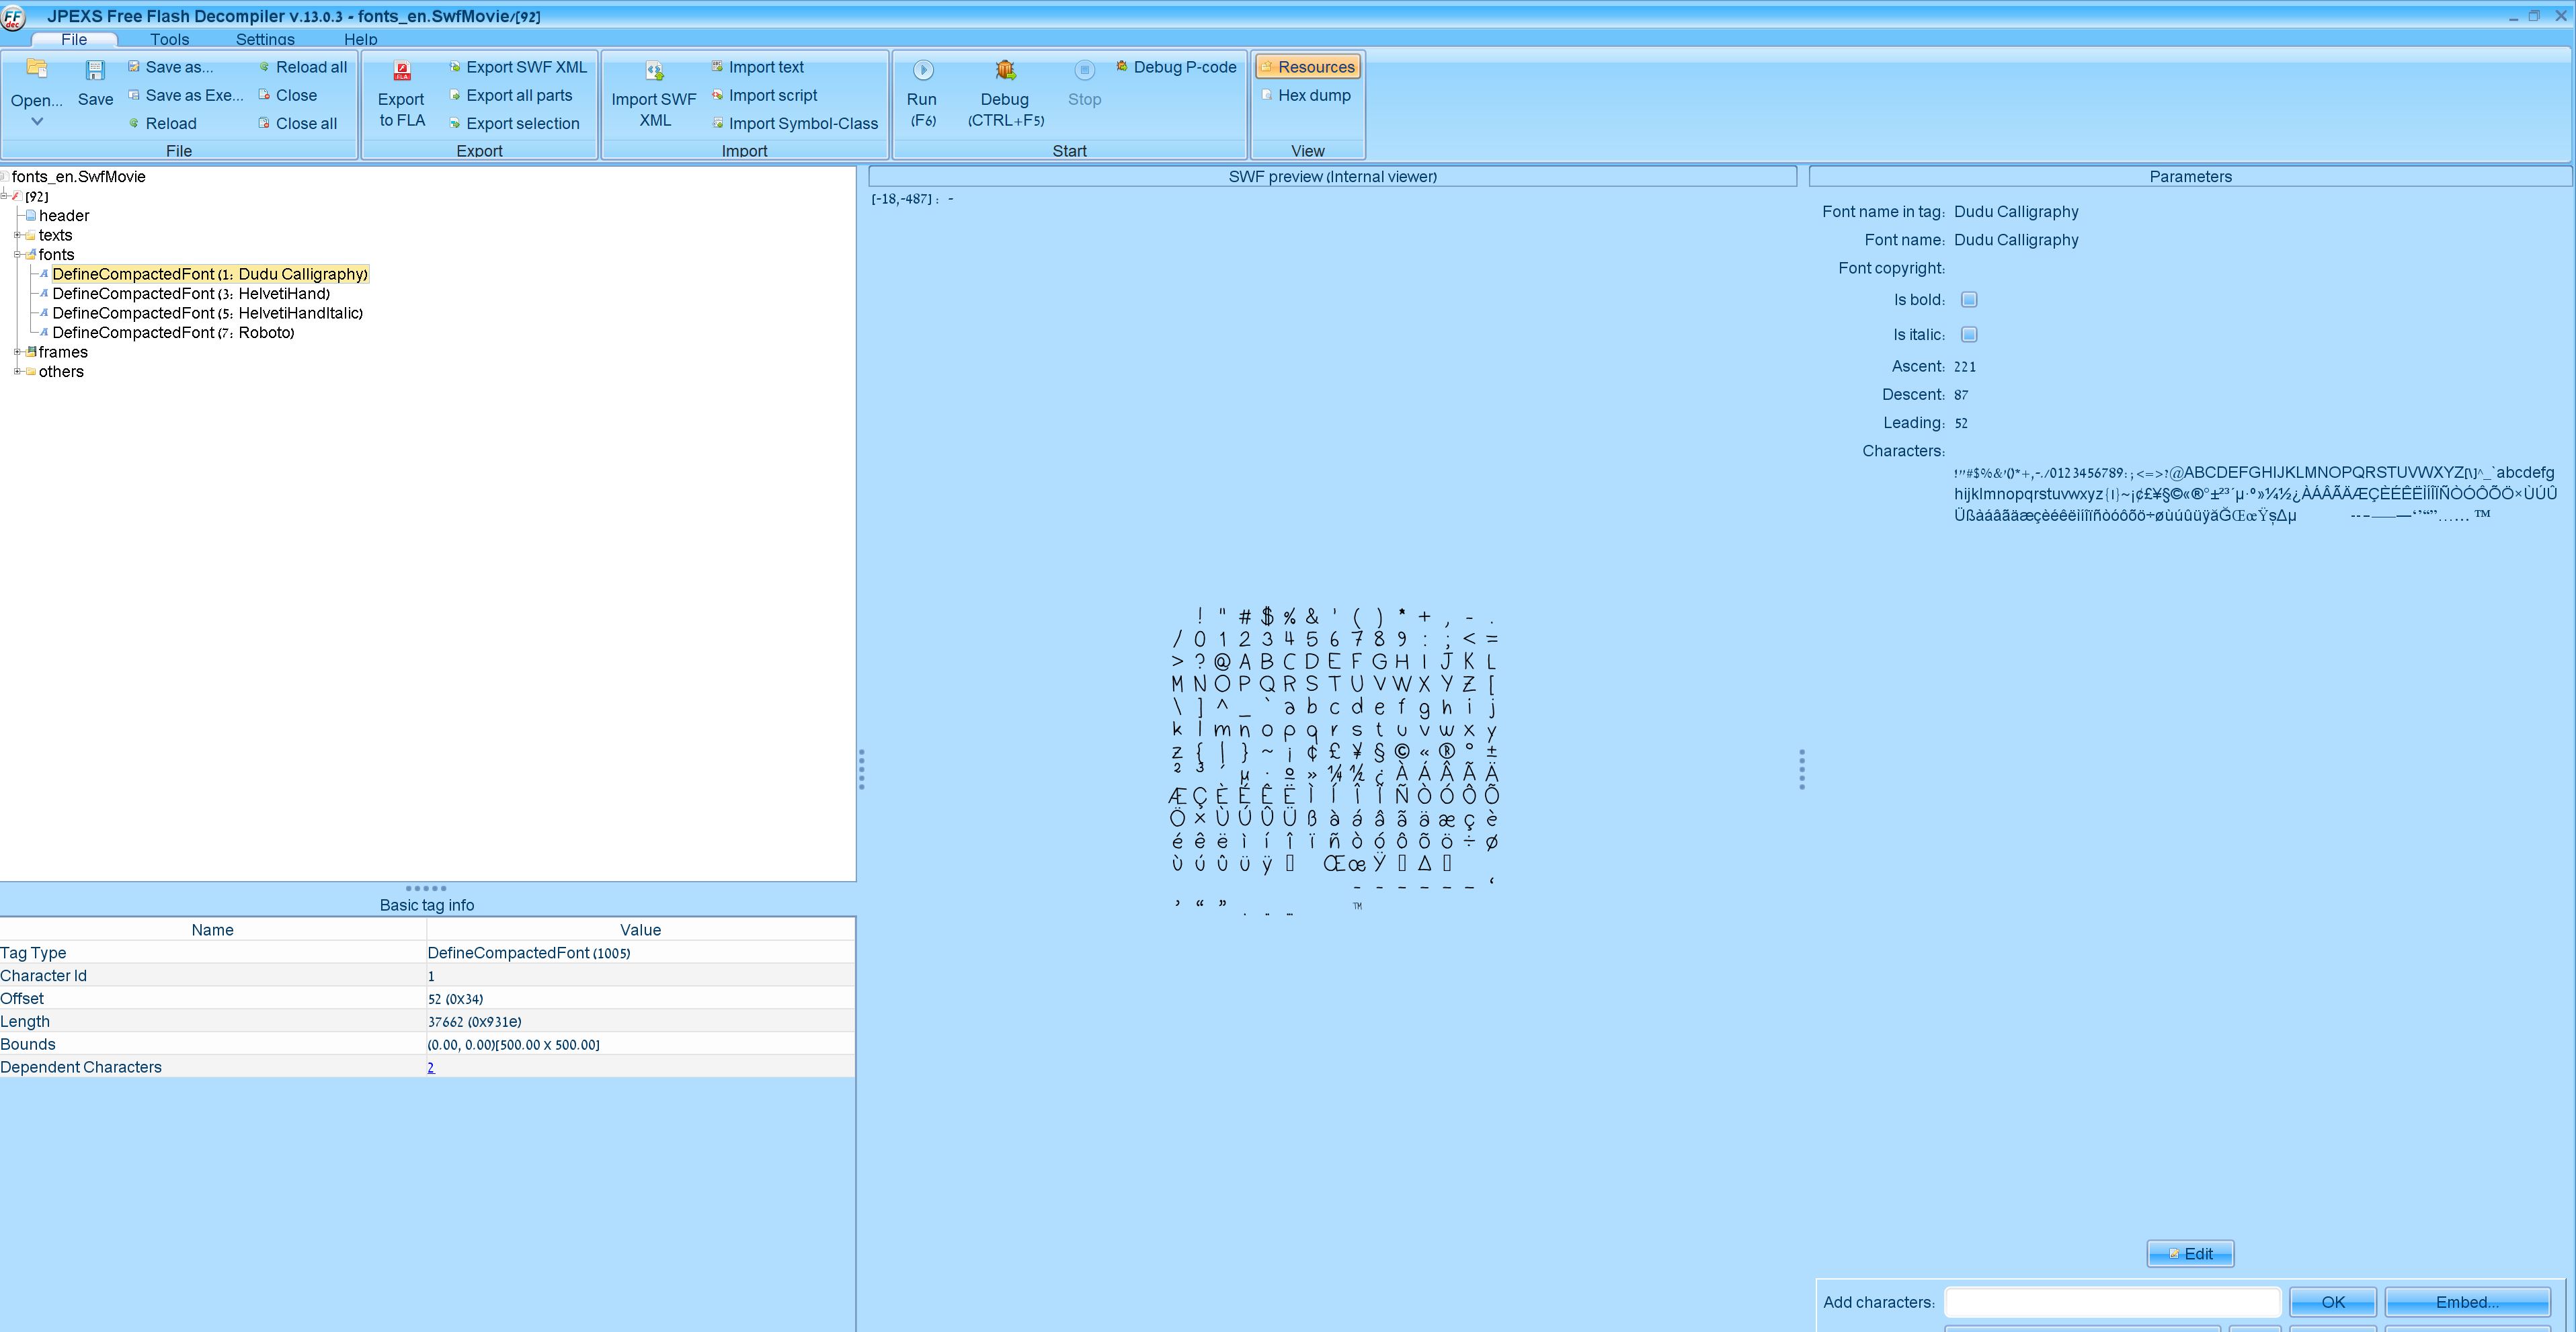 JPEXS Free Flash Decompiler v.13.0.3 - fonts_en.SwfMovie/[92]
File Tools Settings Help
Open...
Save
Save as...
Save as Exe...
Reload
Reload all
Close
Close all
File
Export to FLA
Export SWF XML
Export all parts
Export selection
Export
Import SWF XML
Import text
Import script
Import Symbol-Class
Import
Run (F6)
Debug (CTRL+F5)
Stop
Debug P-code
Start
Resources
Hex dump
View
fonts_en.SwfMovie
[92]
header
texts
fonts
DefineCompactedFont (1: Dudu Calligraphy)
DefineCompactedFont (3: HelvetiHand)
DefineCompactedFont (5: HelvetiHandItalic)
DefineCompactedFont (7: Roboto)
frames
others
Basic tag info
Name Value
Tag Type DefineCompactedFont (1005)
Character Id 1
Offset 52 (0x34)
Length 37662 (0x931e)
Bounds (0.00, 0.00)[500.00 x 500.00]
Dependent Characters 2
SWF preview (Internal viewer)
[-18,-487] : -
! " # $ % & ' ( ) * + , - .
/ 0 1 2 3 4 5 6 7 8 9 : ; < =
> ? @ A B C D E F G H I J K L
M N O P Q R S T U V W X Y Z [
\ ] ^ _ ` a b c d e f g h i j
k l m n o p q r s t u v w x y
z { | } ~ ¡ ¢ £ ¥ § © « ® ° ±
² ³ ´ µ · º » ¼ ½ ¿ À Á Â Ã Ä
Æ Ç È É Ê Ë Ì Í Î Ï Ñ Ò Ó Ô Õ
Ö × Ù Ú Û Ü ß à á â ã ä æ ç è
é ê ë ì í î ï ñ ò ó ô õ ö ÷ ø
ù ú û ü ÿ Œ œ Ÿ Δ
- - - - - - ‘
’ “ ” . .. … ™
Parameters
Font name in tag: Dudu Calligraphy
Font name: Dudu Calligraphy
Font copyright:
Is bold:
Is italic:
Ascent: 221
Descent: 87
Leading: 52
Characters:
!"#$%&'()*+,-./0123456789:;<=>?@ABCDEFGHIJKLMNOPQRSTUVWXYZ[\]^_`abcdefg
hijklmnopqrstuvwxyz{|}~¡¢£¥§©«®°±²³´µ·º»¼½¿ÀÁÂÃÄÆÇÈÉÊËÌÍÎÏÑÒÓÔÕÖ×ÙÚÛ
Üßàáâãäæçèéêëìíîïñòóôõö÷øùúûüÿăĞŒœŸșΔμ ‐‑‒–—―‘’“”.‥… ™
Edit
Add characters: OK Embed...